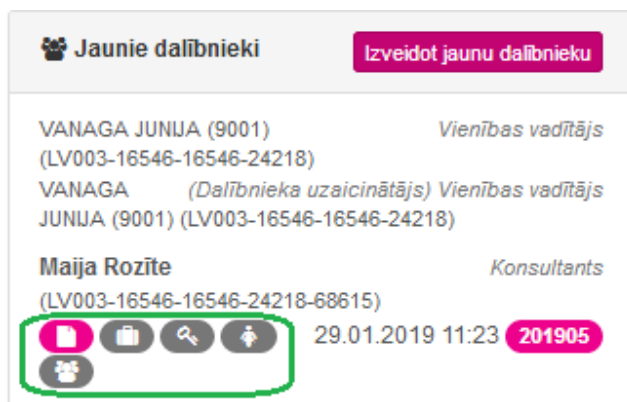 Jaunie dalībnieki Izveidot jaunu dalībnieku
VANAGA JUNIJA (9001) Vienības vadītājs
(LV003-16546-16546-24218)
VANAGA (Dalībnieka uzaicinātājs) Vienības vadītājs
JUNIJA (9001) (LV003-16546-16546-24218)
Maija Rozīte Konsultants
(LV003-16546-16546-24218-68615)
29.01.2019 11:23 201905